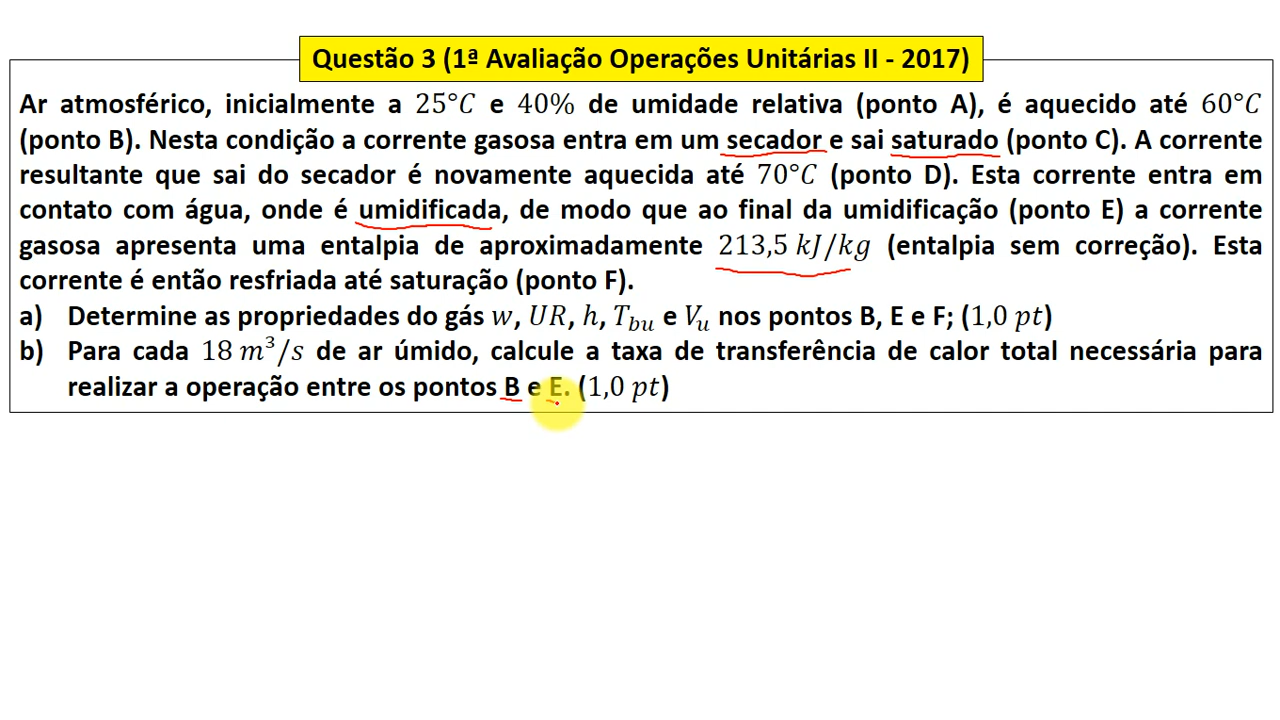 Questão 3 (1ª Avaliação Operações Unitárias II - 2017)
Ar atmosférico, inicialmente a 25°C e 40% de umidade relativa (ponto A), é aquecido até 60°C
(ponto B). Nesta condição a corrente gasosa entra em um secador e sai saturado (ponto C). A corrente
resultante que sai do secador é novamente aquecida até 70°C (ponto D). Esta corrente entra em
contato com água, onde é umidificada, de modo que ao final da umidificação (ponto E) a corrente
gasosa apresenta uma entalpia de aproximadamente 213,5 kJ/kg (entalpia sem correção). Esta
corrente é então resfriada até saturação (ponto F).
a) Determine as propriedades do gás w, UR, h, T_bu e V_u nos pontos B, E e F; (1,0 pt)
b) Para cada 18 m³/s de ar úmido, calcule a taxa de transferência de calor total necessária para
realizar a operação entre os pontos B e E. (1,0 pt)